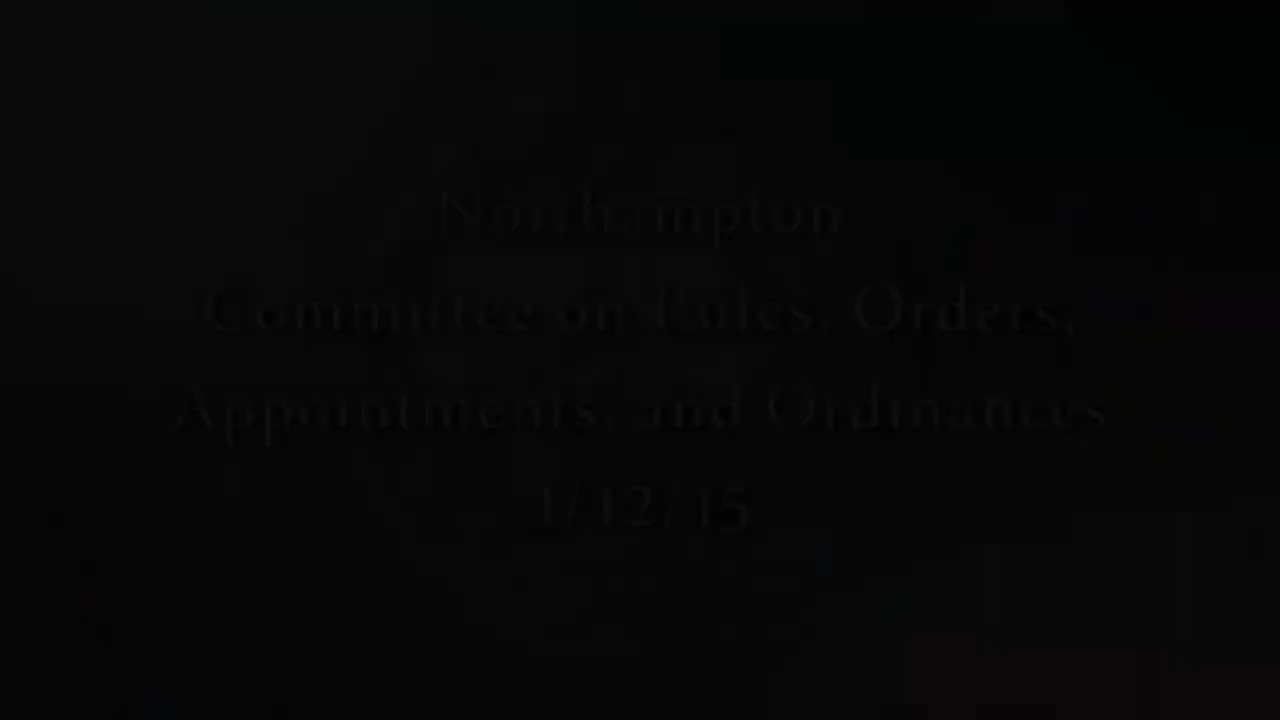 Northampton
Committee on Rules, Orders,
Appointments, and Ordinances
1/12/15